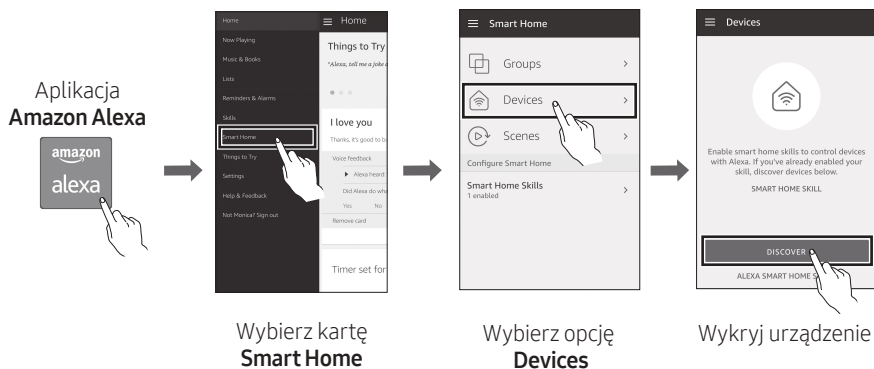 Aplikacja
Amazon Alexa
amazon
alexa
Home
Now Playing
Music & Books
Lists
Reminders & Alarms
Skills
Smart Home
Things to Try
Settings
Help & Feedback
Not Monica? Sign out
Home
Things to Try
"Alexa, tell me a joke
I love you
Thanks, it's good to
Voice feedback
Alexa heard
Did Alexa do
Yes No
Remove card
Timer set for
Wybierz kartę
Smart Home
Smart Home
Groups
Devices
Scenes
Configure Smart Home
Smart Home Skills
1 enabled
Wybierz opcję
Devices
Devices
Enable smart home skills to control devices
with Alexa. If you've already enabled your
skill, discover devices below.
SMART HOME SKILL
DISCOVER
ALEXA SMART HOME
Wykryj urządzenie